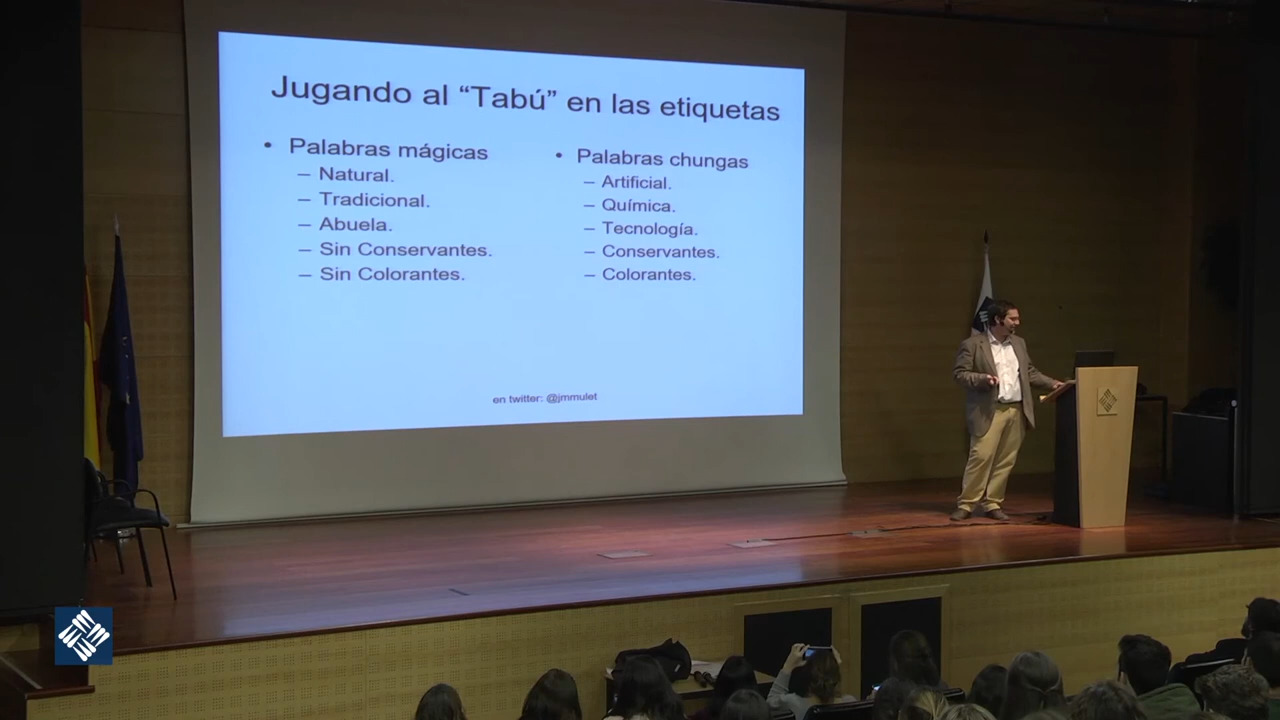 Jugando al “Tabú” en las etiquetas
• Palabras mágicas
– Natural.
– Tradicional.
– Abuela.
– Sin Conservantes.
– Sin Colorantes.
• Palabras chungas
– Artificial.
– Química.
– Tecnología.
– Conservantes.
– Colorantes.
en twitter: @jmmulet